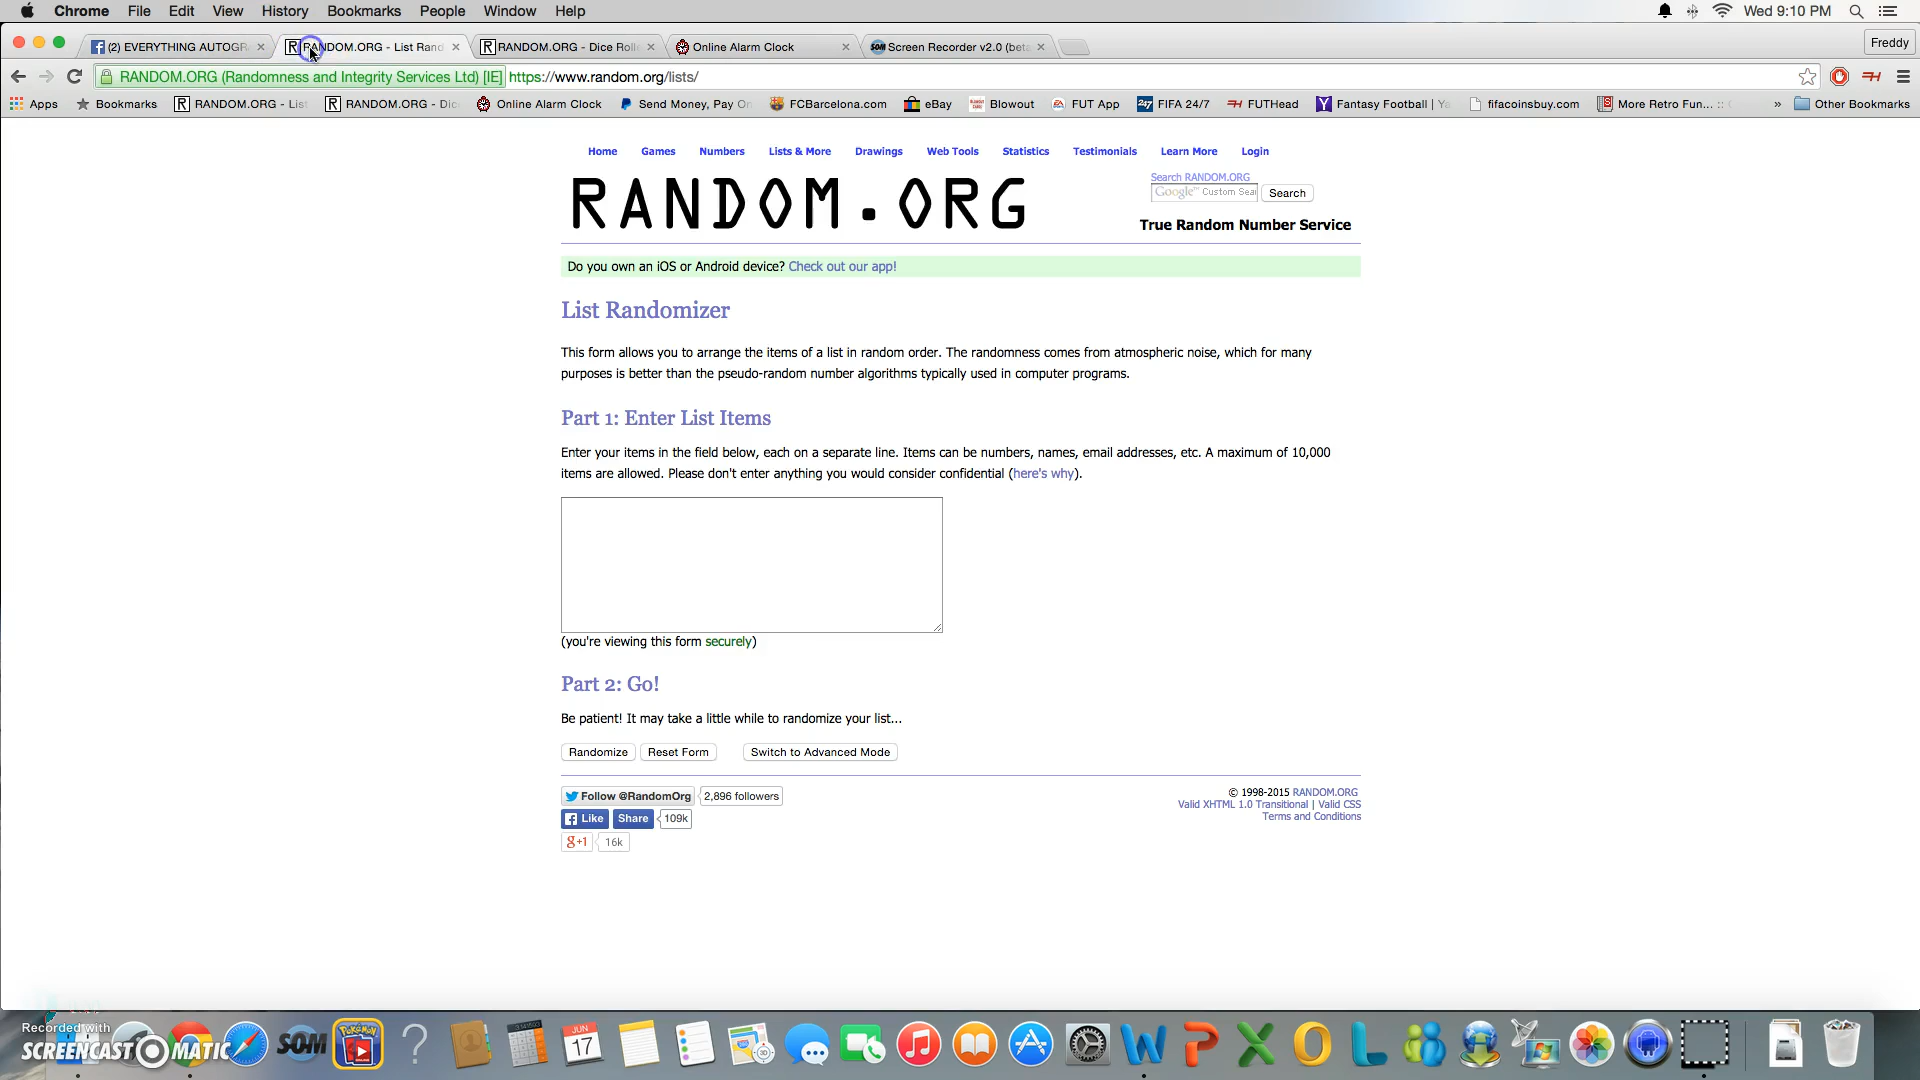 Chrome File Edit View History Bookmarks People Window Help Wed 9:10 PM
(2) EVERYTHING AUTOGR RANDOM.ORG - List Rand RANDOM.ORG - Dice Rolle Online Alarm Clock Screen Recorder v2.0 (beta Freddy
RANDOM.ORG (Randomness and Integrity Services Ltd) [IE] https://www.random.org/lists/
Apps Bookmarks RANDOM.ORG - List RANDOM.ORG - Dic Online Alarm Clock Send Money, Pay On FCBarcelona.com eBay Blowout FUT App FIFA 24/7 FUTHead Fantasy Football | Ya fifacoinsbuy.com More Retro Fun... :: » Other Bookmarks
Home Games Numbers Lists & More Drawings Web Tools Statistics Testimonials Learn More Login
RANDOM.ORG
Search RANDOM.ORG
Google™ Custom Sear Search
True Random Number Service
Do you own an iOS or Android device? Check out our app!
List Randomizer
This form allows you to arrange the items of a list in random order. The randomness comes from atmospheric noise, which for many
purposes is better than the pseudo-random number algorithms typically used in computer programs.
Part 1: Enter List Items
Enter your items in the field below, each on a separate line. Items can be numbers, names, email addresses, etc. A maximum of 10,000
items are allowed. Please don't enter anything you would consider confidential (here's why).
(you're viewing this form securely)
Part 2: Go!
Be patient! It may take a little while to randomize your list...
Randomize Reset Form Switch to Advanced Mode
Follow @RandomOrg 2,896 followers
Like Share 109k
g+1 16k
© 1998-2015 RANDOM.ORG
Valid XHTML 1.0 Transitional | Valid CSS
Terms and Conditions
Recorded with
SCREENCAST MATIC
SOM
JUN
17